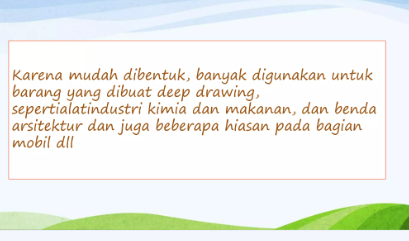 Karena mudah dibentuk, banyak digunakan untuk
barang yang dibuat deep drawing,
sepertialatindustri kimia dan makanan, dan benda
arsitektur dan juga beberapa hiasan pada bagian
mobil dll